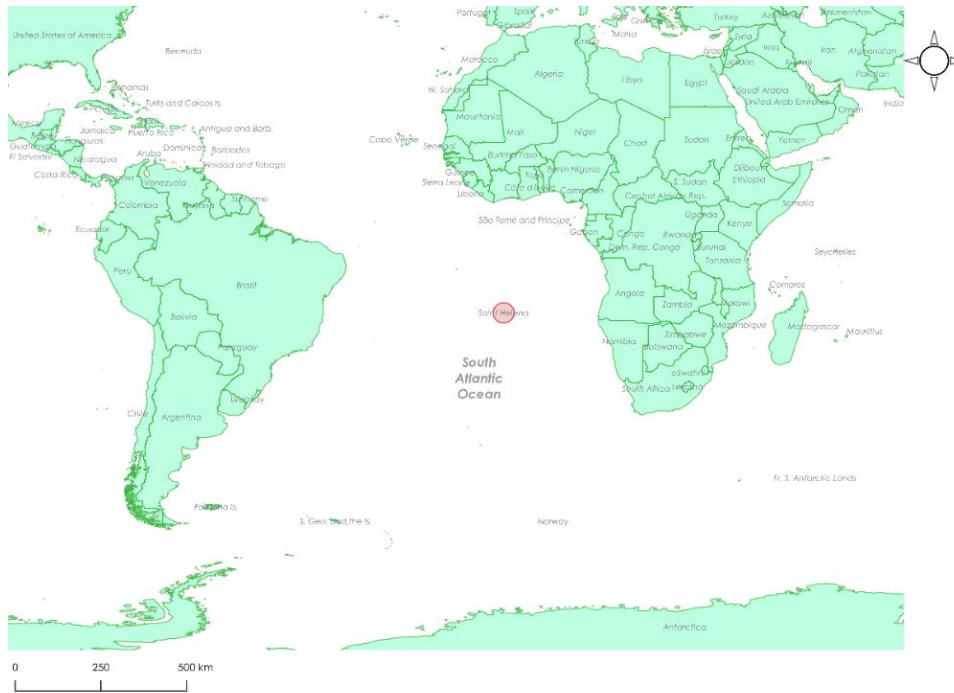 Portugal
Spain
Gibraltar
Italy
Greece
Turkey
Azerbaijan
Turkmenistan
United States of America
Bermuda
Malta
Tunisia
Syria
Iraq
Iran
Afghanistan
Morocco
Israel
Jordan
Kuwait
Pakistan
Bahamas
W. Sahara
Algeria
Libya
Egypt
Saudi Arabia
United Arab Emirates
Oman
India
Turks and Caicos Is.
Mexico
Jamaica
Puerto Rico
Antigua and Barb.
Mauritania
Mali
Niger
Chad
Sudan
Eritrea
Yemen
Belize
Honduras
Guatemala
El Salvador
Nicaragua
Aruba
Dominica
Barbados
Cabo Verde
Senegal
Burkina Faso
Benin
Nigeria
Djibouti
Ethiopia
Costa Rica
Panama
Venezuela
Trinidad and Tobago
Guinea
Sierra Leone
Liberia
Côte d'Ivoire
Togo
Cameroon
Central African Rep.
S. Sudan
Somalia
Colombia
Guyana
Suriname
Ecuador
São Tomé and Principe
Gabon
Congo
Uganda
Kenya
Rwanda
Dem. Rep. Congo
Burundi
Tanzania
Seychelles
Peru
Brazil
Angola
Zambia
Malawi
Comoros
Bolivia
Saint Helena
Mozambique
Madagascar
Mauritius
Zimbabwe
Namibia
Botswana
Paraguay
South
Atlantic
Ocean
eSwatini
South Africa
Lesotho
Uruguay
Chile
Argentina
Fr. S. Antarctic Lands
Falkland Is.
S. Geo. and the Is.
Norway
Antarctica
0 250 500 km